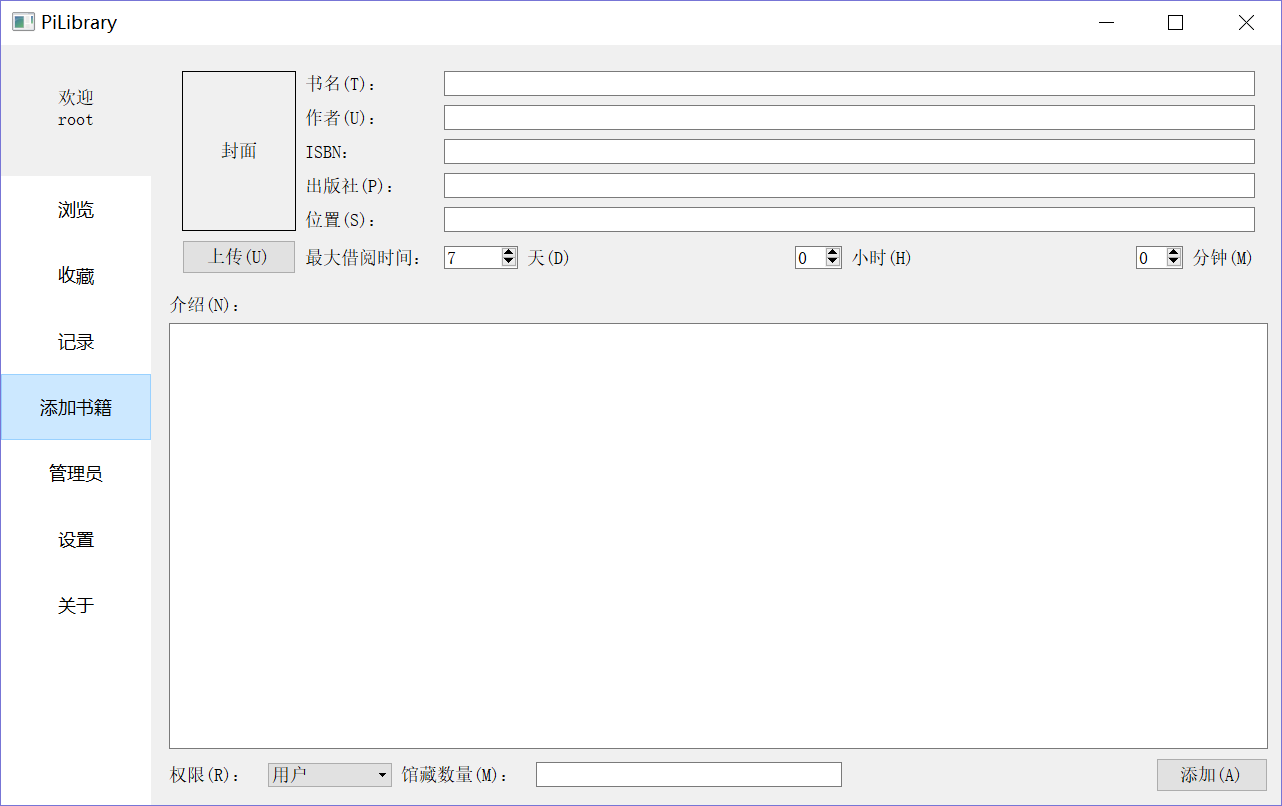 PiLibrary
欢迎
root
浏览
收藏
记录
添加书籍
管理员
设置
关于
封面
上传(U)
书名(T):
作者(U):
ISBN:
出版社(P):
位置(S):
最大借阅时间: 7 天(D) 0 小时(H) 0 分钟(M)
介绍(N):
权限(R): 用户 馆藏数量(M): 添加(A)